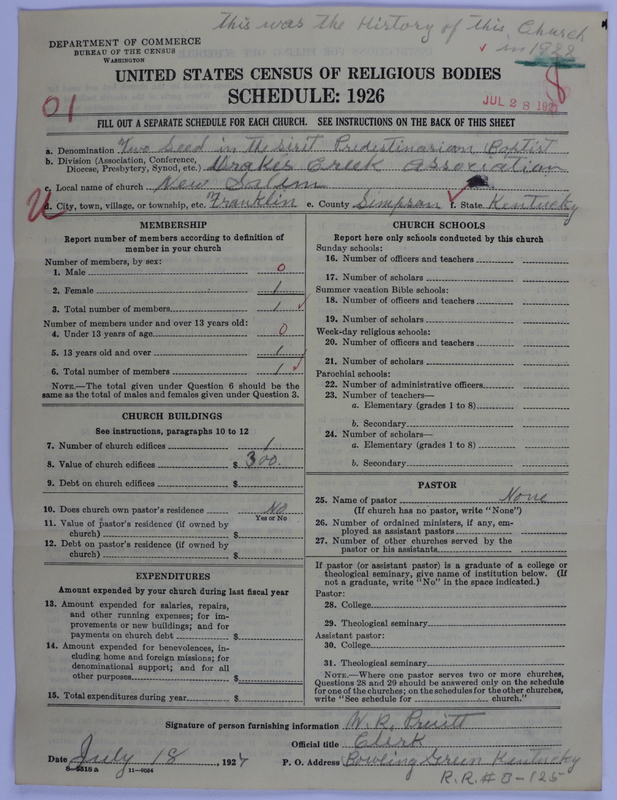 This was the History of this Church
in 1922
DEPARTMENT OF COMMERCE
BUREAU OF THE CENSUS
WASHINGTON
UNITED STATES CENSUS OF RELIGIOUS BODIES
SCHEDULE: 1926
JUL 28 192
8
01
FILL OUT A SEPARATE SCHEDULE FOR EACH CHURCH. SEE INSTRUCTIONS ON THE BACK OF THIS SHEET
a. Denomination Two Seed in the sirit Predestinarian Baptist
b. Division (Association, Conference, Diocese, Presbytery, Synod, etc.) Drakes Creek Association
c. Local name of church New Salem
d. City, town, village, or township, etc. Franklin e. County Simpson f. State Kentucky
MEMBERSHIP
Report number of members according to definition of
member in your church
Number of members, by sex:
1. Male 0
2. Female 1
3. Total number of members 1
Number of members under and over 13 years old:
4. Under 13 years of age 0
5. 13 years old and over 1
6. Total number of members 1
NOTE.—The total given under Question 6 should be the
same as the total of males and females given under Question 3.
CHURCH BUILDINGS
See instructions, paragraphs 10 to 12
7. Number of church edifices 1
8. Value of church edifices $ 300.
9. Debt on church edifices $
10. Does church own pastor's residence No
Yes or No
11. Value of pastor's residence (if owned by
church) $
12. Debt on pastor's residence (if owned by
church) $
EXPENDITURES
Amount expended by your church during last fiscal year
13. Amount expended for salaries, repairs,
and other running expenses; for im-
provements or new buildings; and for
payments on church debt $
14. Amount expended for benevolences, in-
cluding home and foreign missions; for
denominational support; and for all
other purposes $
15. Total expenditures during year $
CHURCH SCHOOLS
Report here only schools conducted by this church
Sunday schools:
16. Number of officers and teachers
17. Number of scholars
Summer vacation Bible schools:
18. Number of officers and teachers
19. Number of scholars
Week-day religious schools:
20. Number of officers and teachers
21. Number of scholars
Parochial schools:
22. Number of administrative officers
23. Number of teachers—
a. Elementary (grades 1 to 8)
b. Secondary
24. Number of scholars—
a. Elementary (grades 1 to 8)
b. Secondary
PASTOR
25. Name of pastor None
(If church has no pastor, write "None")
26. Number of ordained ministers, if any, em-
ployed as assistant pastors
27. Number of other churches served by the
pastor or his assistants
If pastor (or assistant pastor) is a graduate of a college or
theological seminary, give name of institution below. (If
not a graduate, write "No" in the space indicated.)
Pastor:
28. College
29. Theological seminary
Assistant pastor:
30. College
31. Theological seminary
NOTE.—Where one pastor serves two or more churches,
Questions 28 and 29 should be answered only on the schedule
for one of the churches; on the schedules for the other churches,
write "See schedule for church."
Signature of person furnishing information W. R. Pruitt
Official title Clerk
Date July 18, 1927 P. O. Address Bowling Green Kentucky
8—5518 a 11—9054
R.R.#B-125